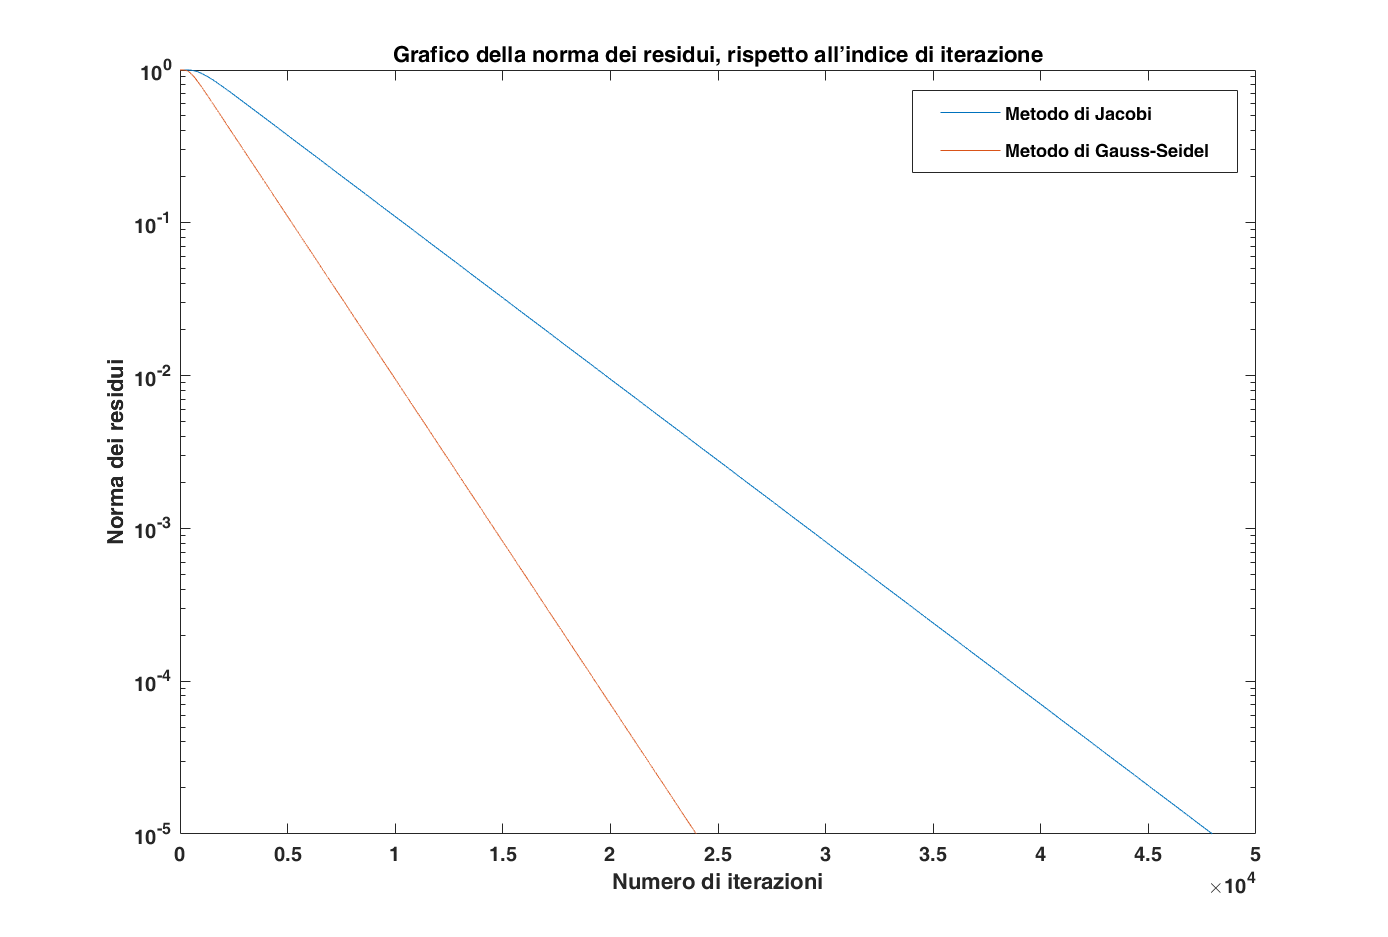 Grafico della norma dei residui, rispetto all'indice di iterazione
Metodo di Jacobi
Metodo di Gauss-Seidel
Norma dei residui
10^0
10^-1
10^-2
10^-3
10^-4
10^-5
0 0.5 1 1.5 2 2.5 3 3.5 4 4.5 5
×10^4
Numero di iterazioni